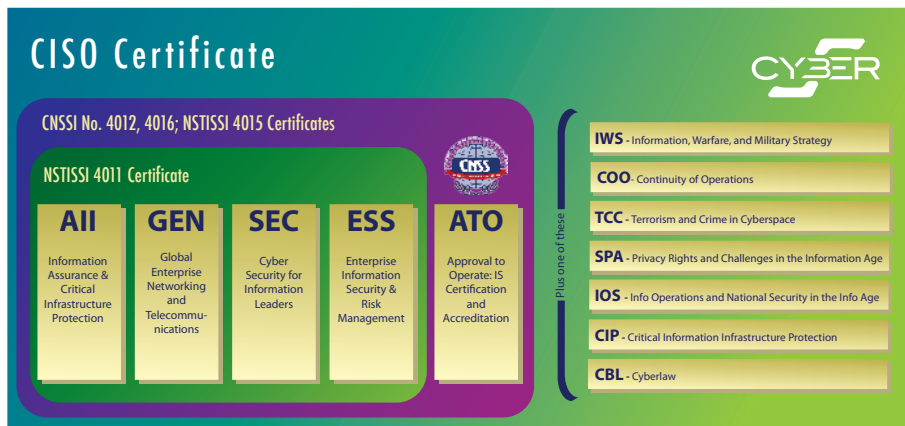 CISO Certificate
CYBER
CNSSI No. 4012, 4016; NSTISSI 4015 Certificates
CNSS
NSTISSI 4011 Certificate
AII
Information
Assurance &
Critical
Infrastructure
Protection
GEN
Global
Enterprise
Networking
and
Telecommu-
nications
SEC
Cyber
Security for
Information
Leaders
ESS
Enterprise
Information
Security &
Risk
Management
ATO
Approval to
Operate: IS
Certification
and
Accreditation
Plus one of these
IWS - Information, Warfare, and Military Strategy
COO- Continuity of Operations
TCC - Terrorism and Crime in Cyberspace
SPA - Privacy Rights and Challenges in the Information Age
IOS - Info Operations and National Security in the Info Age
CIP - Critical Information Infrastructure Protection
CBL - Cyberlaw